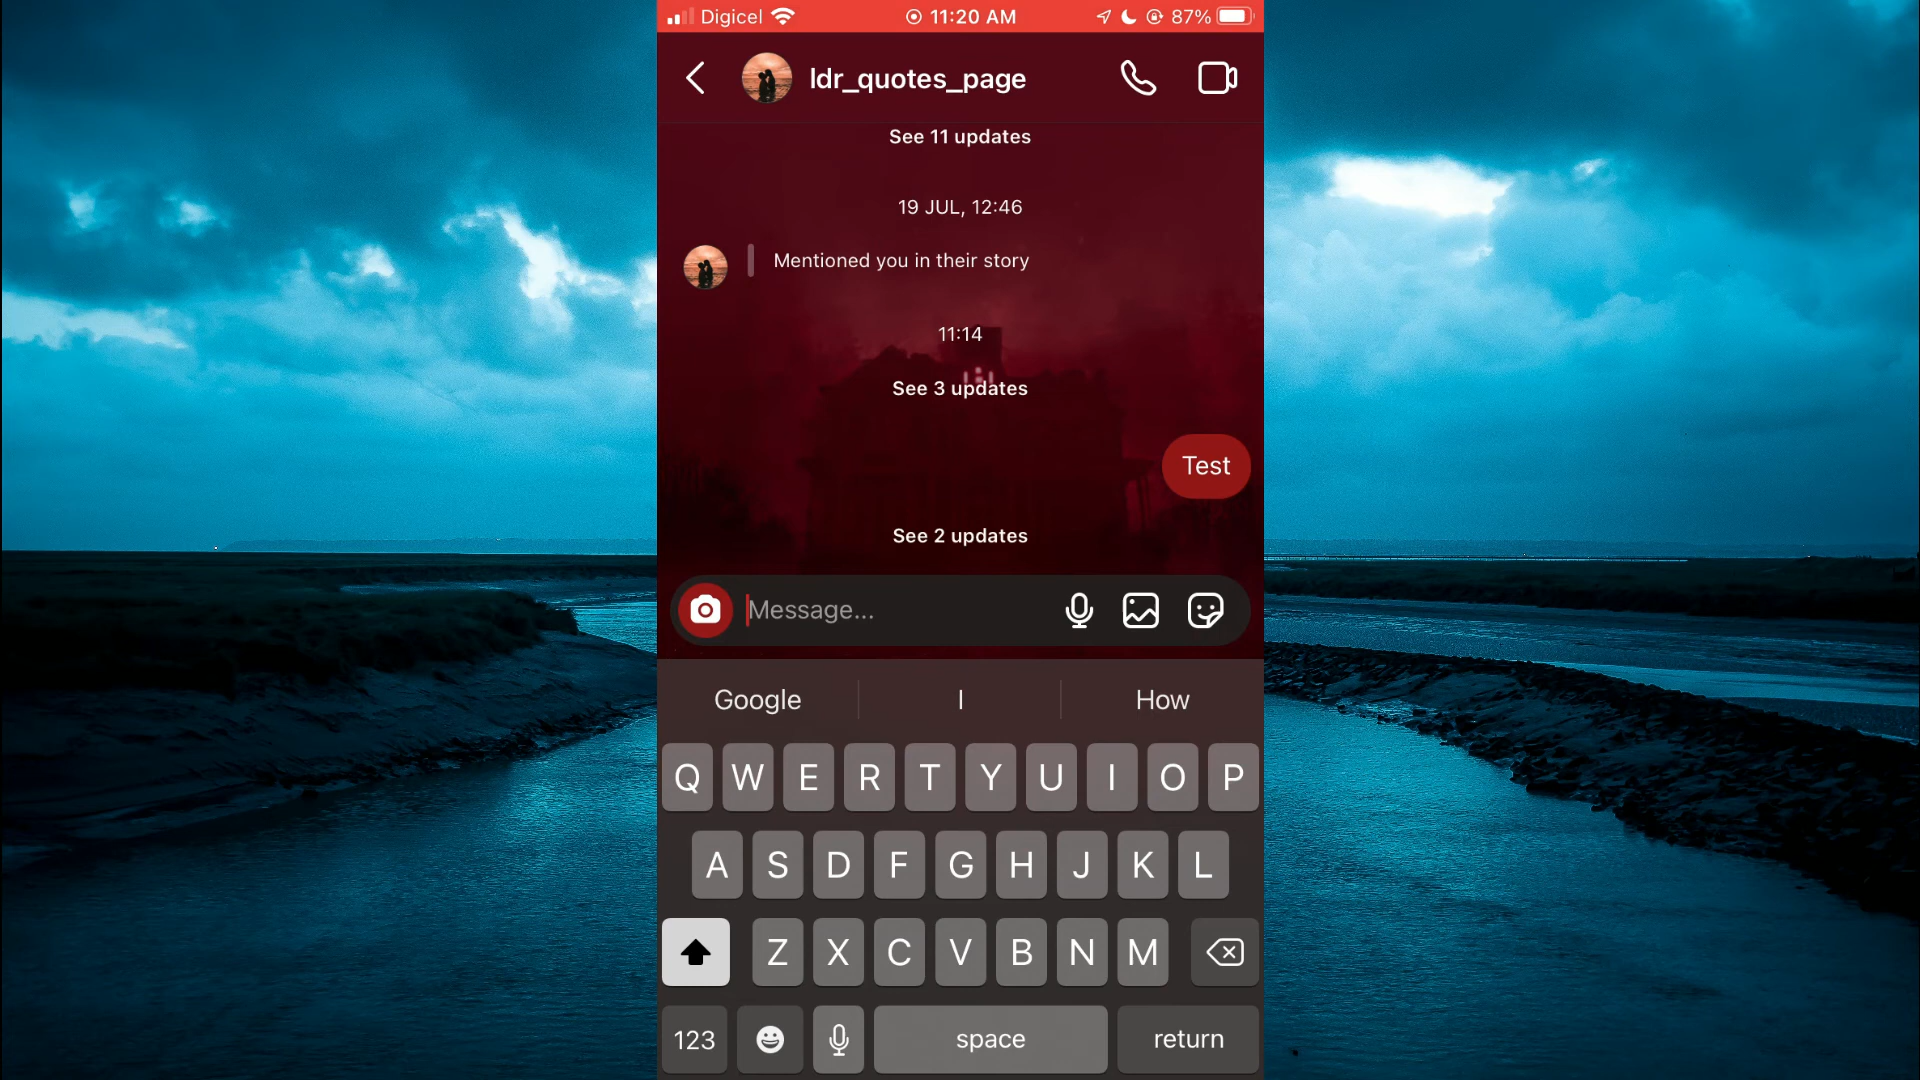 Digicel 11:20 AM 87%
ldr_quotes_page
See 11 updates
19 JUL, 12:46
Mentioned you in their story
11:14
See 3 updates
Test
See 2 updates
Message...
Google I How
Q W E R T Y U I O P
A S D F G H J K L
Z X C V B N M
123 space return